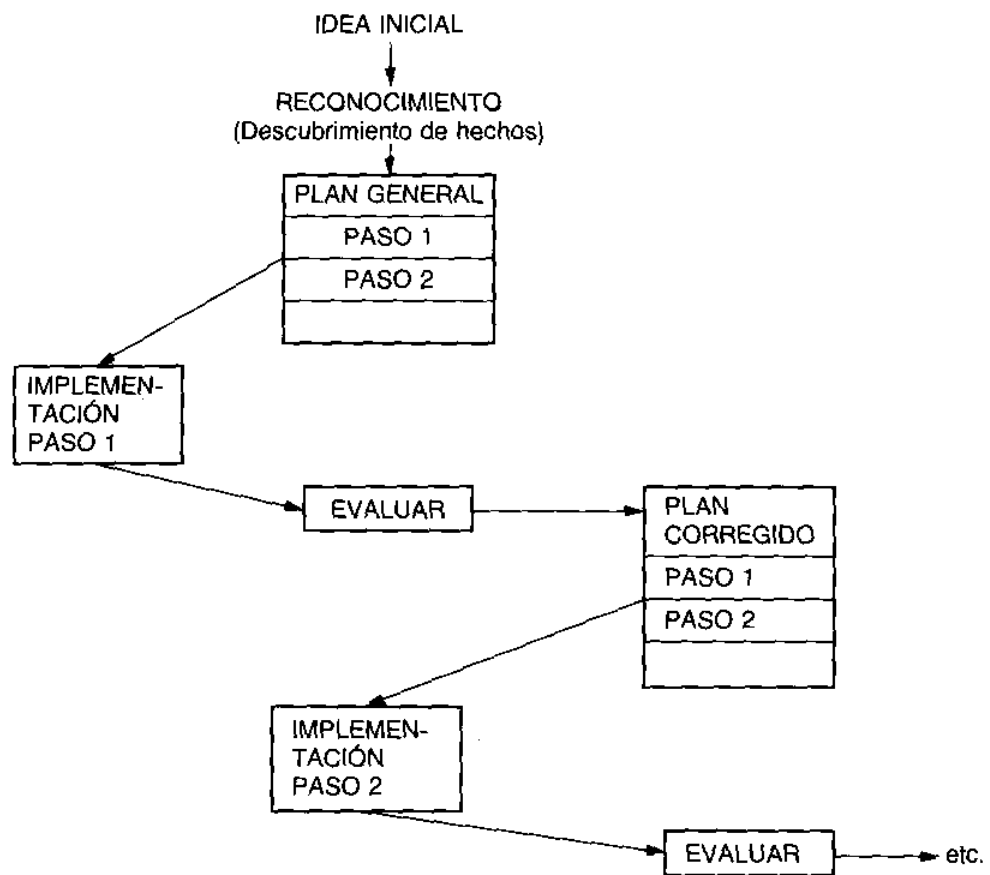 IDEA INICIAL
RECONOCIMIENTO
(Descubrimiento de hechos)
PLAN GENERAL
PASO 1
PASO 2
IMPLEMEN-
TACIÓN
PASO 1
EVALUAR
PLAN
CORREGIDO
PASO 1
PASO 2
IMPLEMEN-
TACIÓN
PASO 2
EVALUAR
etc.